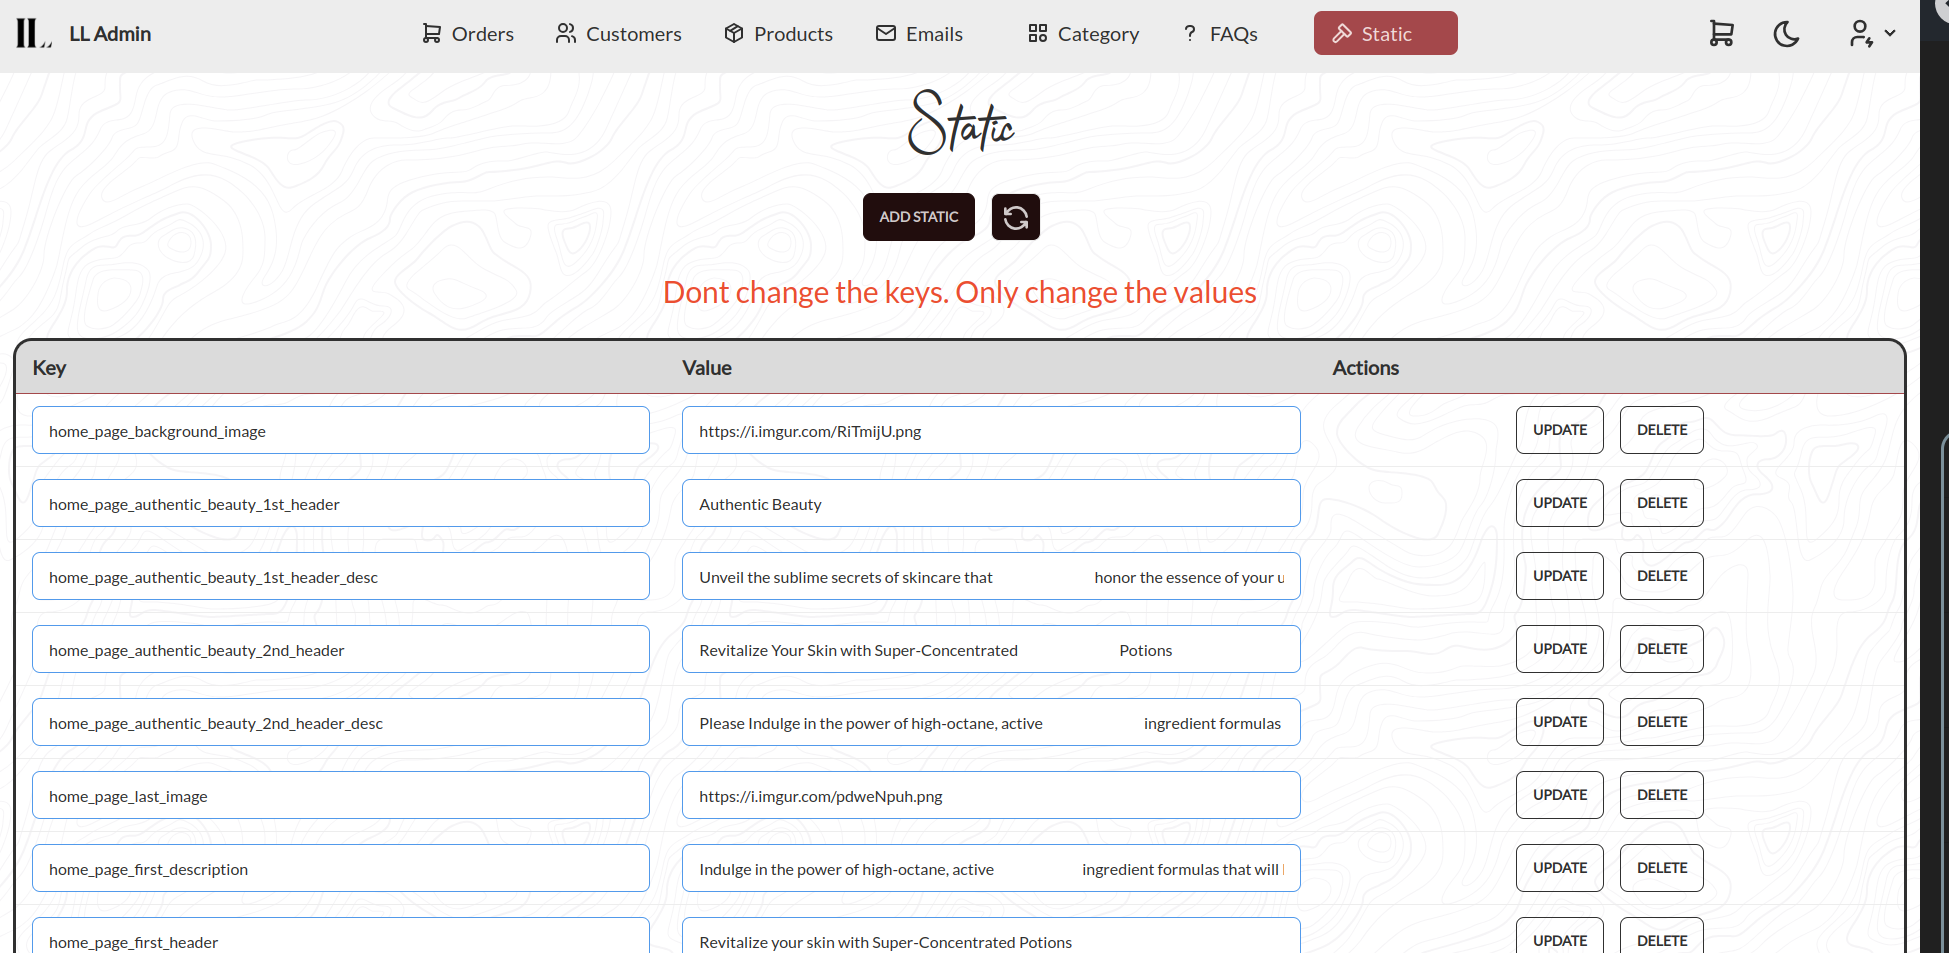 LL Admin Orders Customers Products Emails Category ? FAQs Static
Static
ADD STATIC
Dont change the keys. Only change the values
Key Value Actions
home_page_background_image https://i.imgur.com/RiTmijU.png UPDATE DELETE
home_page_authentic_beauty_1st_header Authentic Beauty UPDATE DELETE
home_page_authentic_beauty_1st_header_desc Unveil the sublime secrets of skincare that honor the essence of your u UPDATE DELETE
home_page_authentic_beauty_2nd_header Revitalize Your Skin with Super-Concentrated Potions UPDATE DELETE
home_page_authentic_beauty_2nd_header_desc Please Indulge in the power of high-octane, active ingredient formulas UPDATE DELETE
home_page_last_image https://i.imgur.com/pdweNpuh.png UPDATE DELETE
home_page_first_description Indulge in the power of high-octane, active ingredient formulas that will UPDATE DELETE
home_page_first_header Revitalize your skin with Super-Concentrated Potions UPDATE DELETE